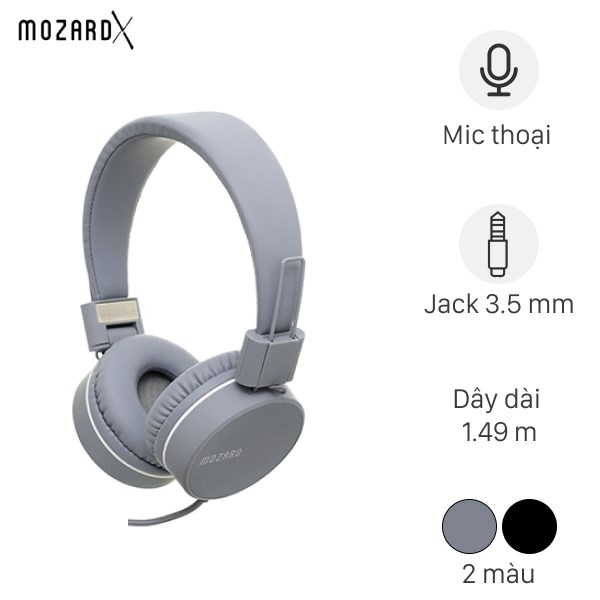 MOZARDX
Mic thoại
Jack 3.5 mm
Dây dài
1.49 m
MOZARD
2 màu